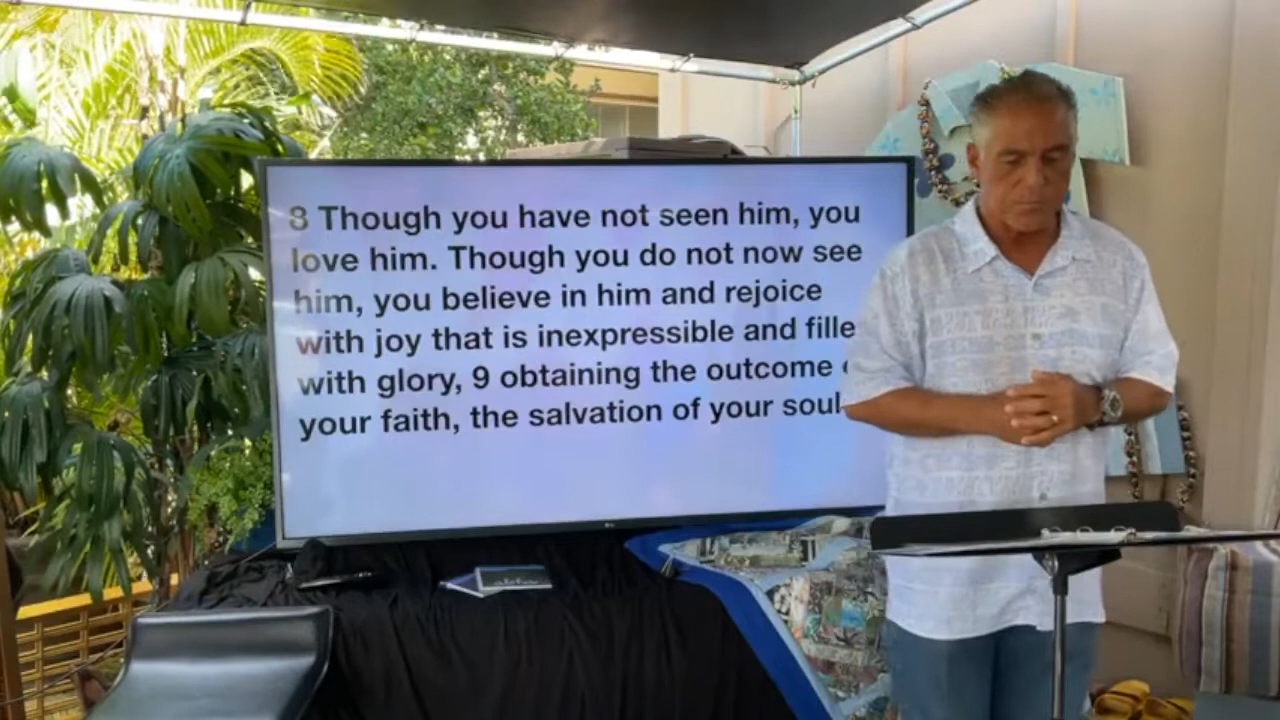 8 Though you have not seen him, you
love him. Though you do not now see
him, you believe in him and rejoice
with joy that is inexpressible and fille
with glory, 9 obtaining the outcome
your faith, the salvation of your soul